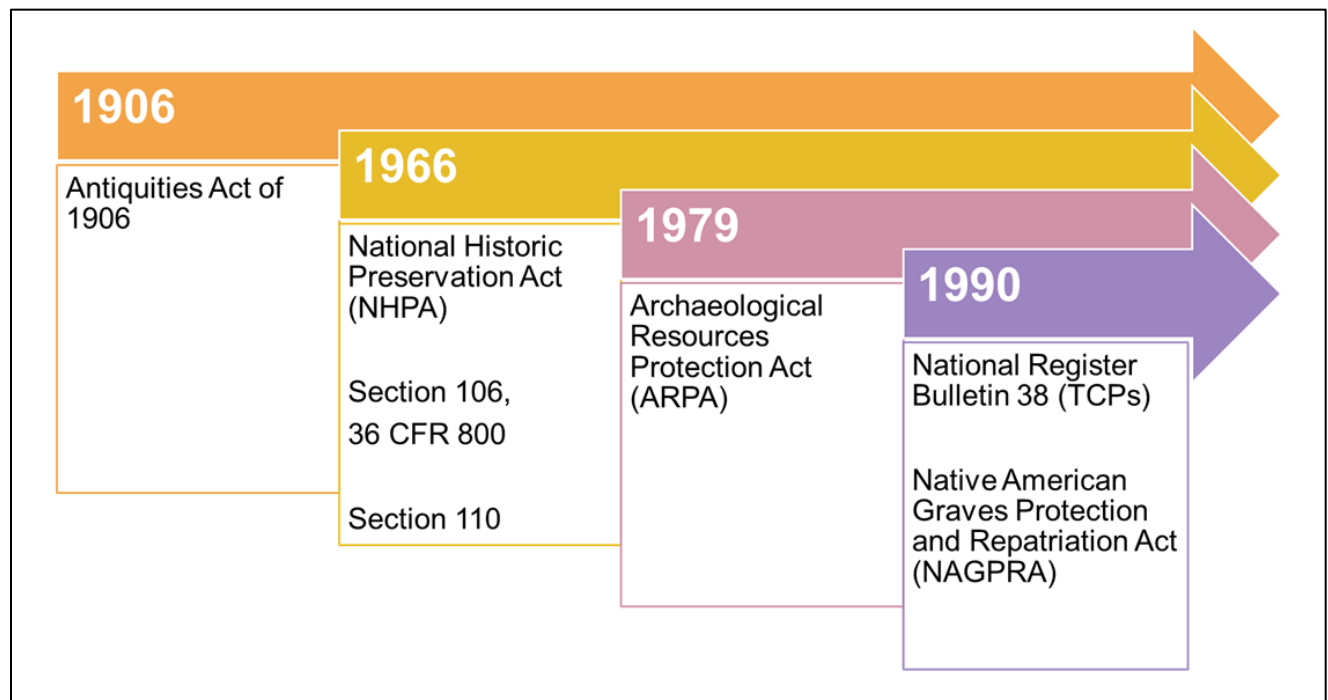 1906
Antiquities Act of
1906
1966
National Historic
Preservation Act
(NHPA)
Section 106,
36 CFR 800
Section 110
1979
Archaeological
Resources
Protection Act
(ARPA)
1990
National Register
Bulletin 38 (TCPs)
Native American
Graves Protection
and Repatriation Act
(NAGPRA)